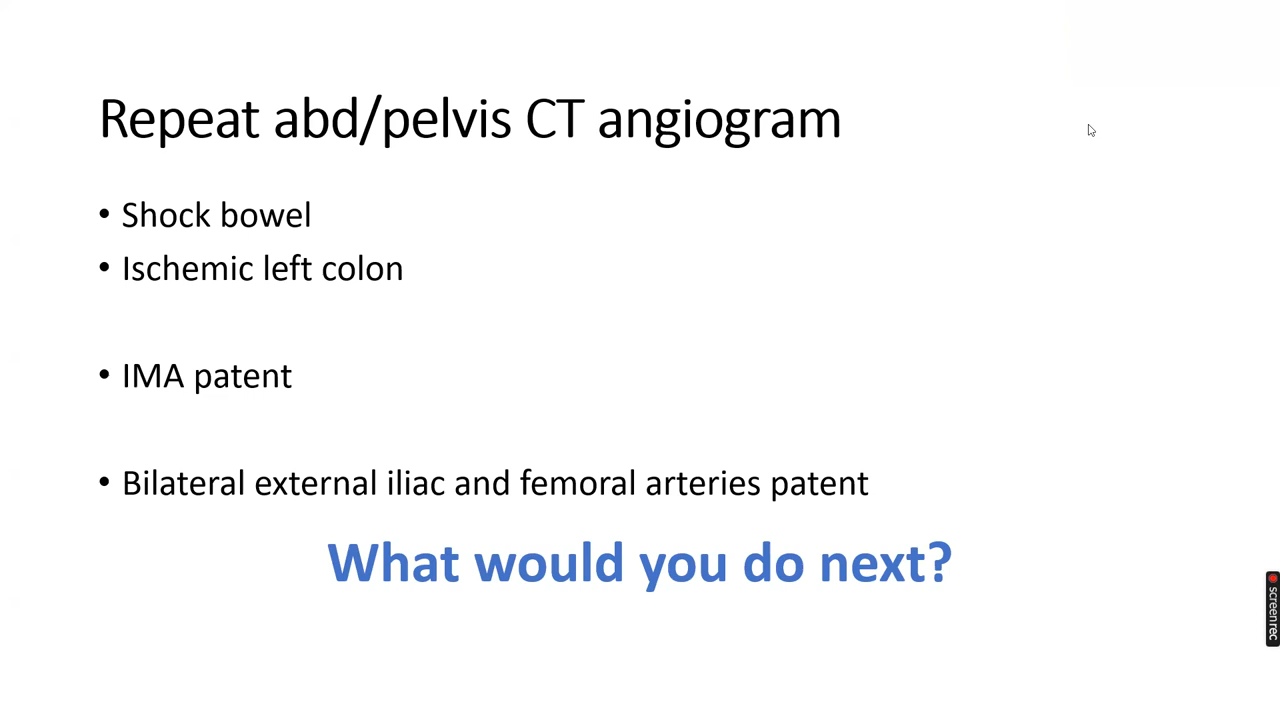 Repeat abd/pelvis CT angiogram
• Shock bowel
• Ischemic left colon
• IMA patent
• Bilateral external iliac and femoral arteries patent
What would you do next?
screenrec